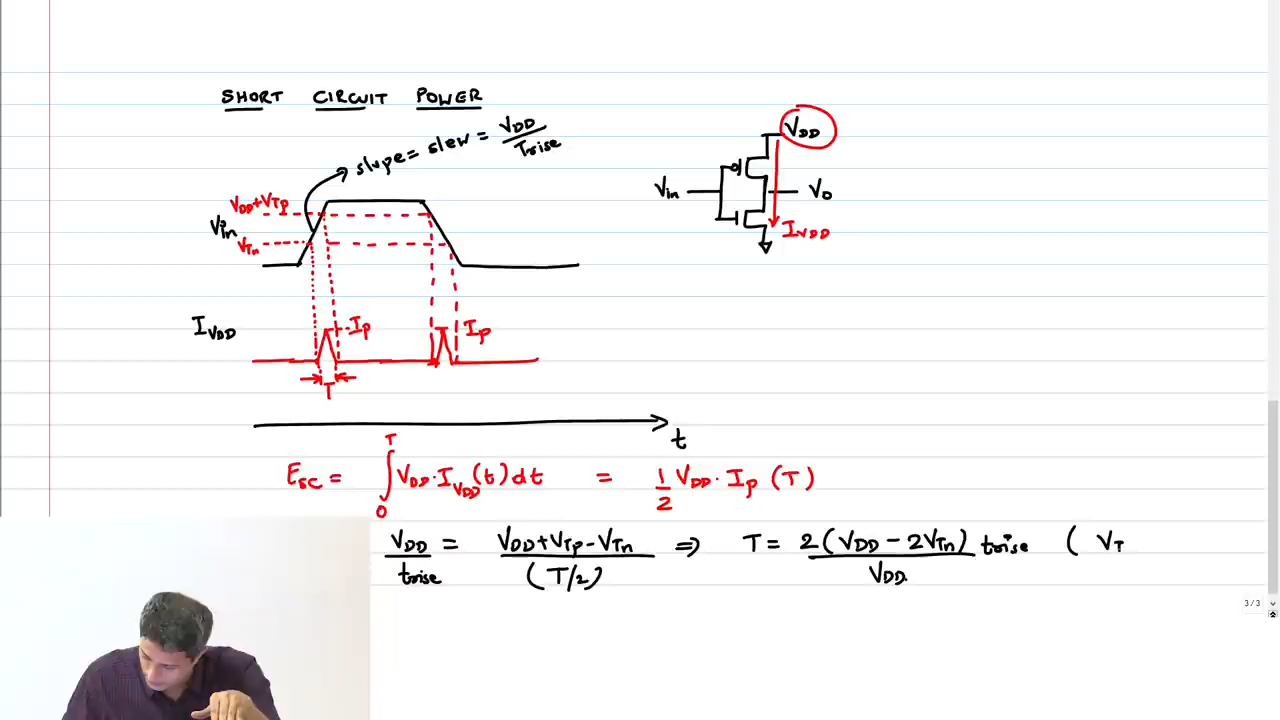 SHORT CIRCUIT POWER
slope = slew = VDD/Trise
VDD
VDD+VTp
Vin
VTn
Vin
Vo
IVDD
IVDD
Ip
Ip
T
t
Esc = ∫₀ᵀ VDD·IVDD(t)dt = 1/2 VDD·Ip (T)
VDD/trise = VDD+VTp-VTn/(T/2) ⇒ T = 2(VDD-2VTn)/VDD trise ( VT
3/3